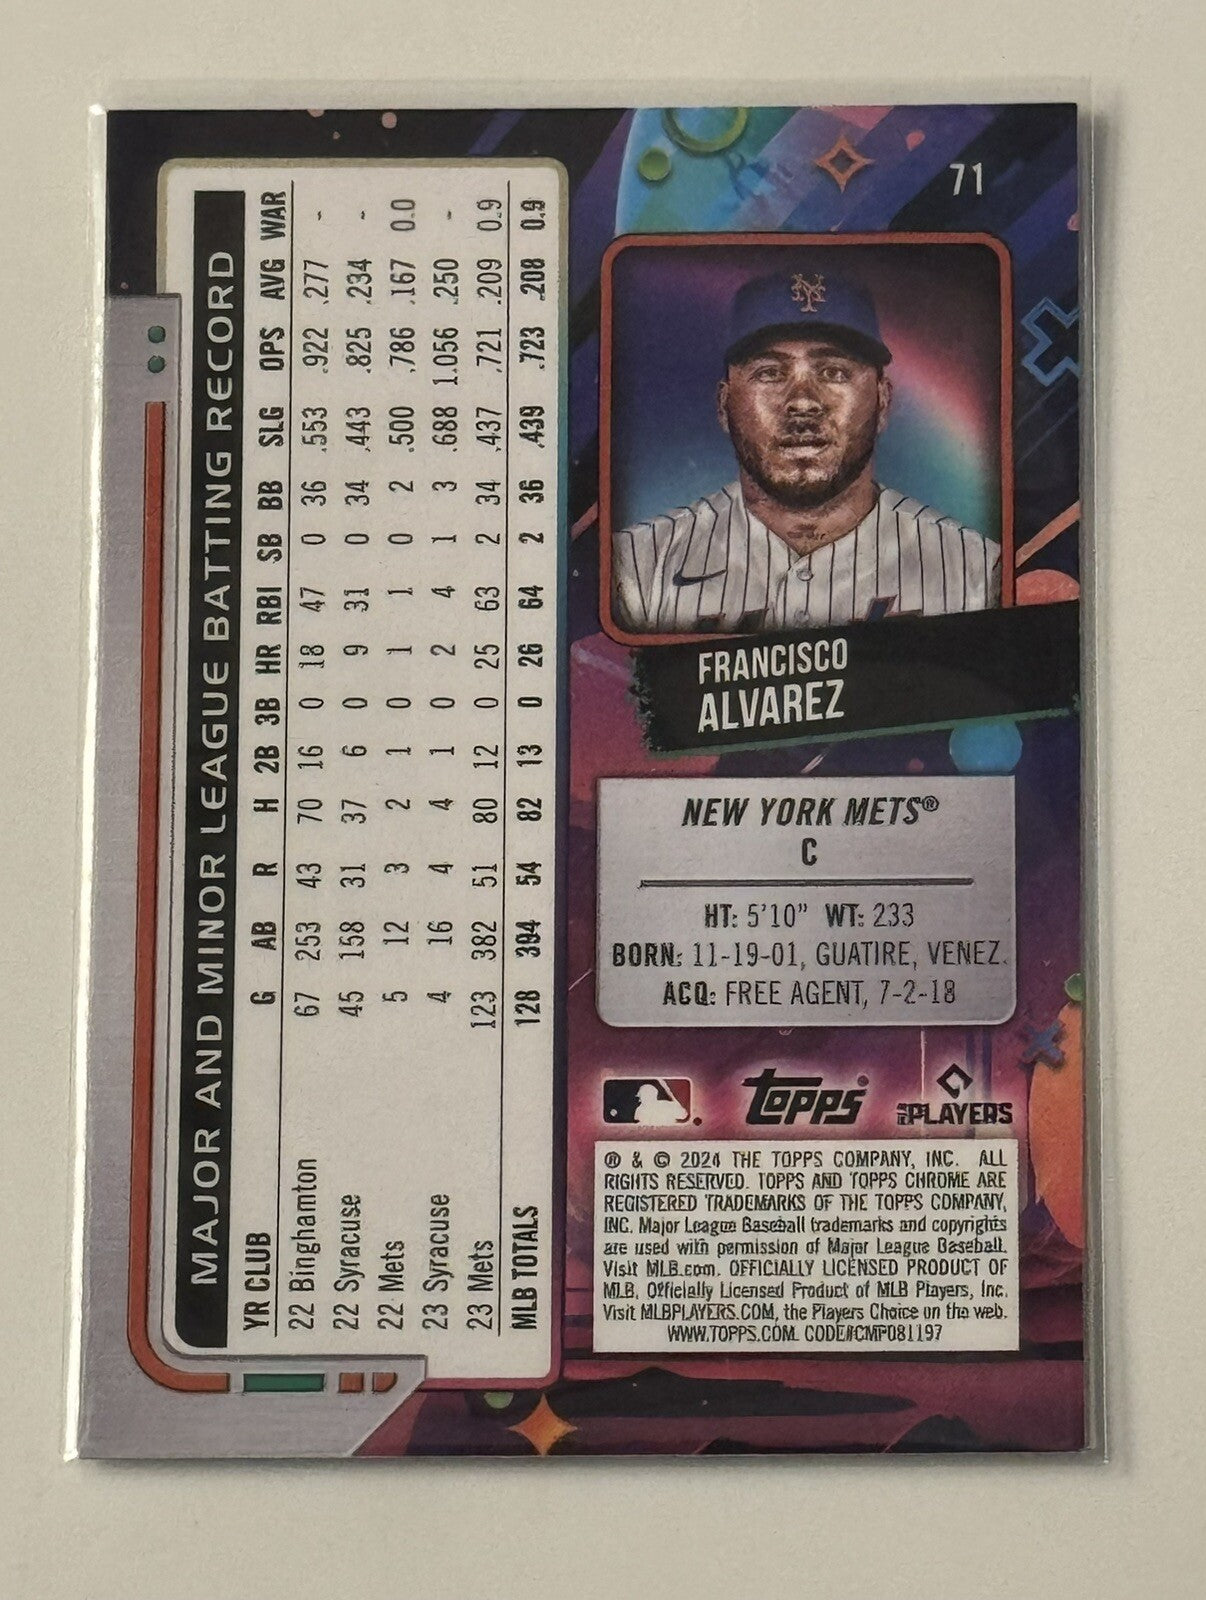 71
FRANCISCO
ALVAREZ
NEW YORK METS®
C
HT: 5'10" WT: 233
BORN: 11-19-01, GUATIRE, VENEZ.
ACQ: FREE AGENT, 7-2-18
topps
PLAYERS
® & © 2024 THE TOPPS COMPANY, INC. ALL
RIGHTS RESERVED. TOPPS AND TOPPS CHROME ARE
REGISTERED TRADEMARKS OF THE TOPPS COMPANY,
INC. Major League Baseball trademarks and copyrights
are used with permission of Major League Baseball.
Visit MLB.com. OFFICIALLY LICENSED PRODUCT OF
MLB. Officially Licensed Product of MLB Players, Inc.
Visit MLBPLAYERS.COM, the Players Choice on the web.
WWW.TOPPS.COM. CODE#CMP081197
MAJOR AND MINOR LEAGUE BATTING RECORD
YR CLUB G AB R H 2B 3B HR RBI SB BB SLG OPS AVG WAR
22 Binghamton 67 253 43 70 16 0 18 47 0 36 .553 .922 .277 -
22 Syracuse 45 158 31 37 6 0 9 31 0 34 .443 .825 .234 -
22 Mets 5 12 3 2 1 0 1 1 0 2 .500 .786 .167 0.0
23 Syracuse 4 16 4 4 1 0 2 4 1 3 .688 1.056 .250 -
23 Mets 123 382 51 80 12 0 25 63 2 34 .437 .721 .209 0.9
MLB TOTALS 128 394 54 82 13 0 26 64 2 36 .439 .723 .208 0.9